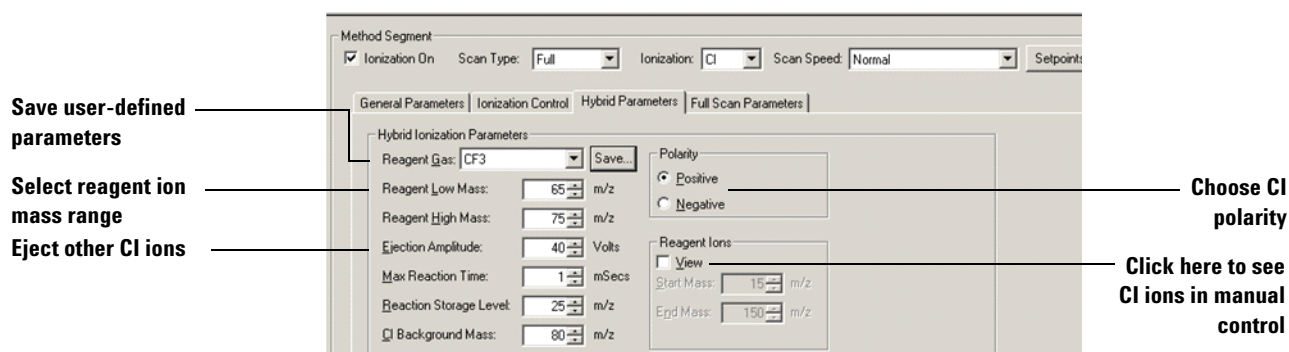 Method Segment
Ionization On Scan Type: Full Ionization: CI Scan Speed: Normal Setpoints
General Parameters Ionization Control Hybrid Parameters Full Scan Parameters
Save user-defined
parameters
Hybrid Ionization Parameters
Reagent Gas: CF3 Save...
Polarity
Positive
Negative
Select reagent ion
mass range
Reagent Low Mass: 65 m/z
Reagent High Mass: 75 m/z
Choose CI
polarity
Eject other CI ions
Ejection Amplitude: 40 Volts
Max Reaction Time: 1 mSecs
Reaction Storage Level: 25 m/z
CI Background Mass: 80 m/z
Reagent Ions
View
Start Mass: 15 m/z
End Mass: 150 m/z
Click here to see
CI ions in manual
control